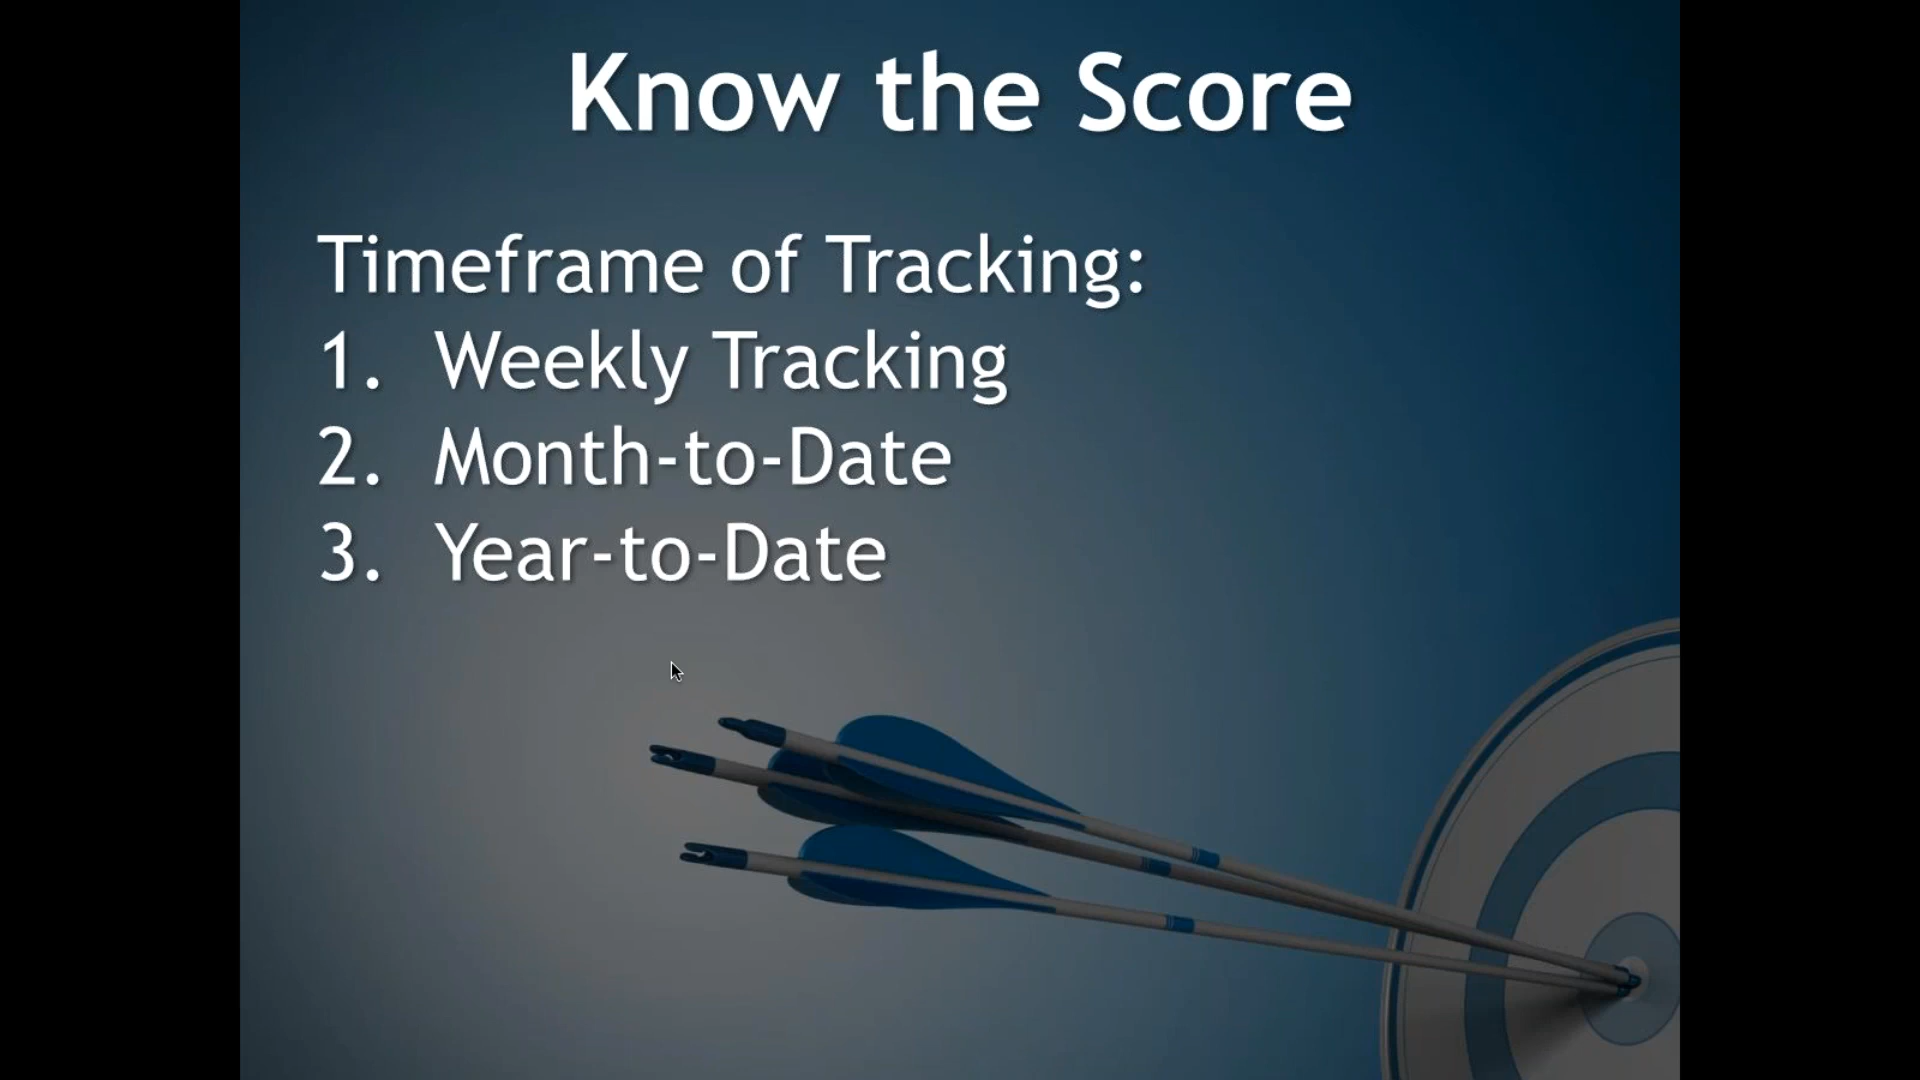 Know the Score
Timeframe of Tracking:
1. Weekly Tracking
2. Month-to-Date
3. Year-to-Date